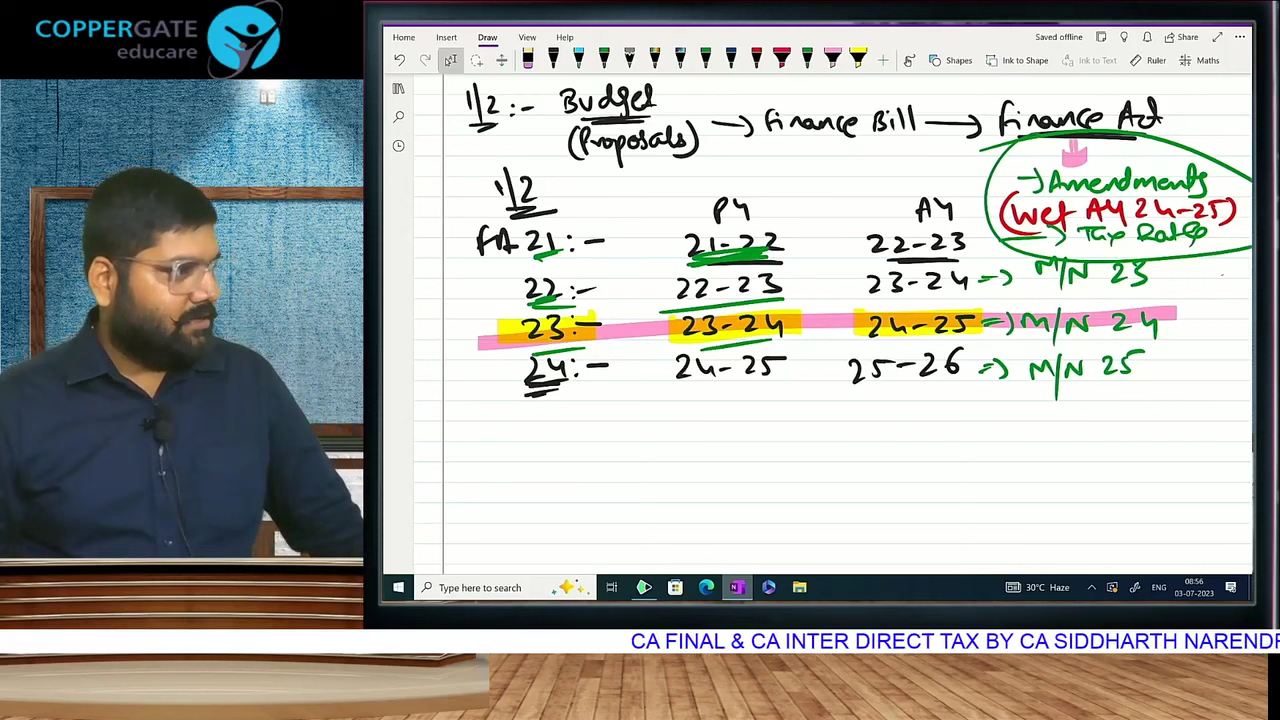 COPPERGATE
educare
Home Insert Draw View Help
Saved offline
Share
Shapes
Ink to Shape
Ink to Text
Ruler
Maths
1/2 :- Budget
(Proposals) -> Finance Bill -> Finance Act
-> Amendments
(wef AY 24-25)
-> Tax Rates
1/2
PY AY
FA 21 :- 21-22 22-23
22 :- 22-23 23-24 => M/N 23
23 :- 23-24 24-25 => M/N 24
24 :- 24-25 25-26 => M/N 25
Type here to search
30°C Haze
ENG
08:56
03-07-2023
CA FINAL & CA INTER DIRECT TAX BY CA SIDDHARTH NARENDR